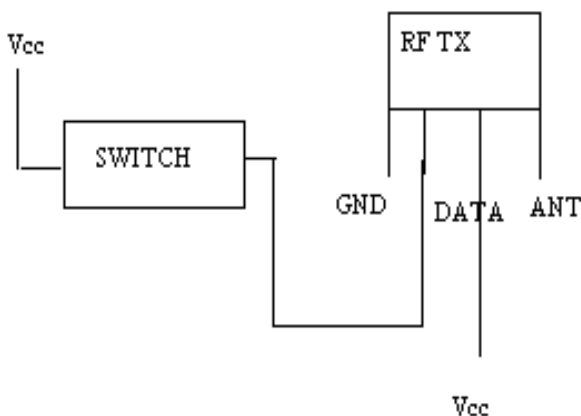 RF TX
Vcc
SWITCH
GND
DATA
ANT
Vcc